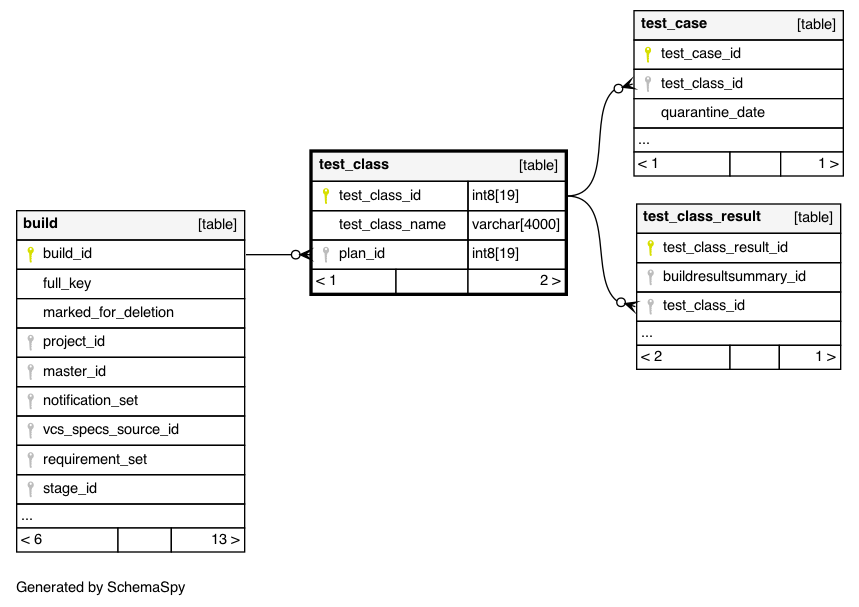 test_case [table]
test_case_id
test_class_id
quarantine_date
...
< 1 1 >
test_class [table]
test_class_id int8[19]
test_class_name varchar[4000]
plan_id int8[19]
< 1 2 >
test_class_result [table]
test_class_result_id
buildresultsummary_id
test_class_id
...
< 2 1 >
build [table]
build_id
full_key
marked_for_deletion
project_id
master_id
notification_set
vcs_specs_source_id
requirement_set
stage_id
...
< 6 13 >
Generated by SchemaSpy